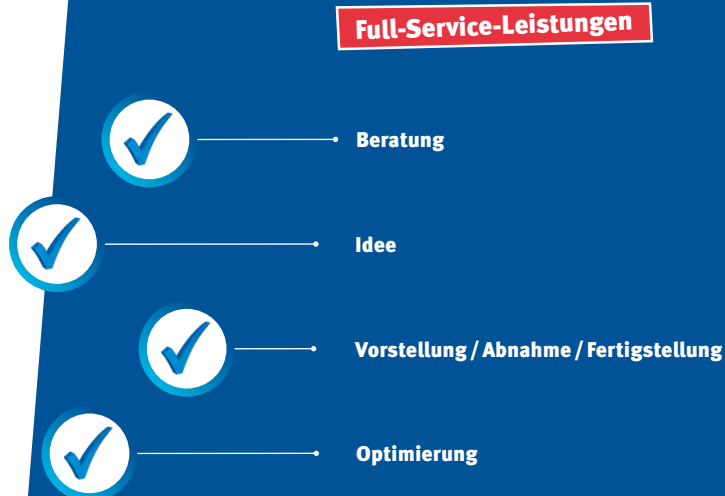 Full-Service-Leistungen
Beratung
Idee
Vorstellung / Abnahme / Fertigstellung
Optimierung